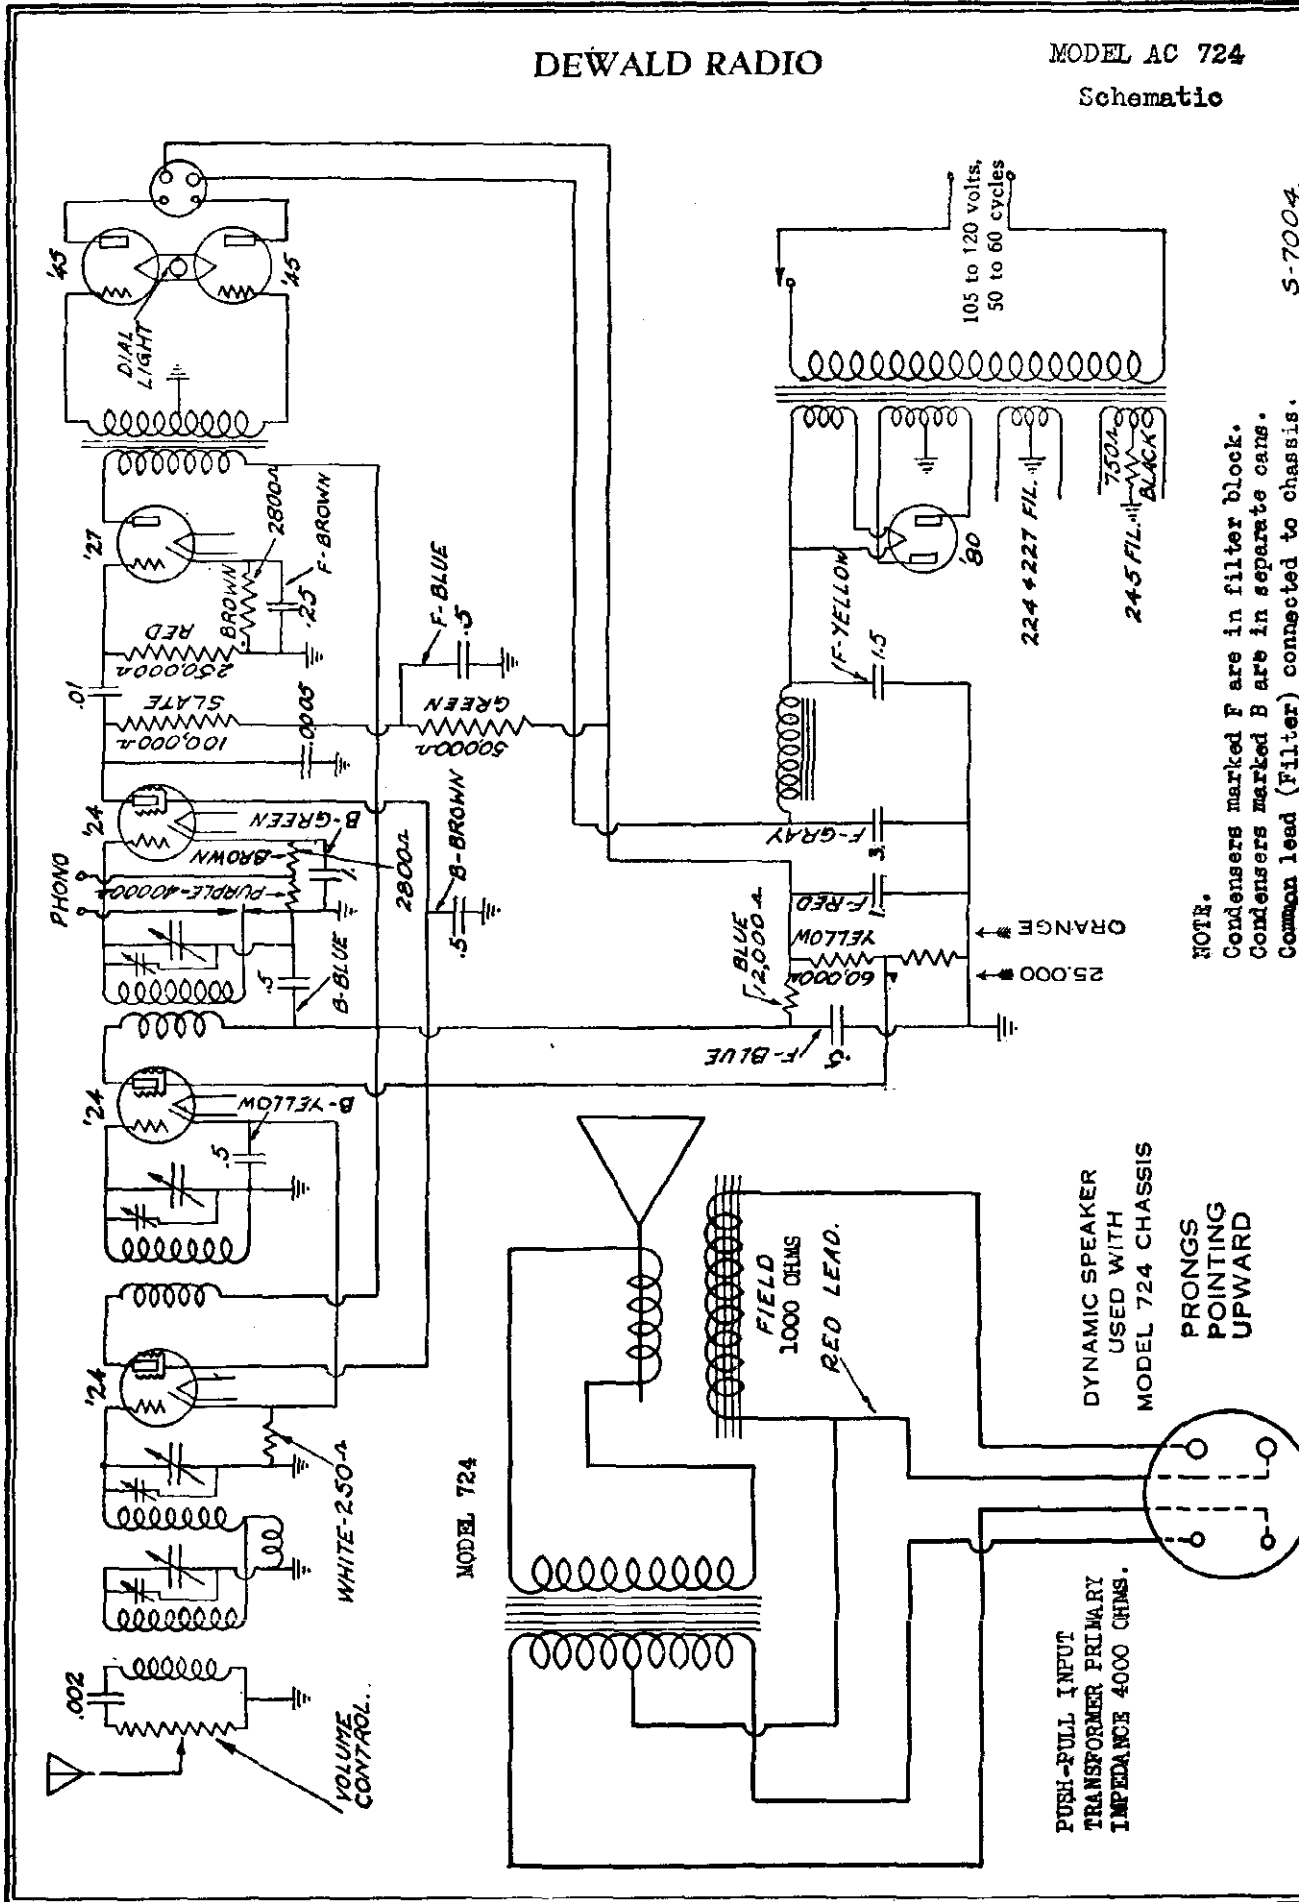 DEWALD RADIO
MODEL AC 724
Schematic
'45
'45
DIAL
LIGHT
'27
2800Ω
F-BROWN
BROWN
.25
RED
250,000Ω
.01
SLATE
100,000Ω
.0005
F-BLUE
.5
GREEN
50000Ω
'24
PHONO
B-GREEN
BROWN
PURPLE-40000Ω
1.
2800Ω
B-BROWN
.5
.5
B-BLUE
'24
B-YELLOW
.5
'24
WHITE-250Ω
.002
VOLUME
CONTROL..
105 to 120 volts,
50 to 60 cycles
'80
224 & 227 FIL.
245 FIL.
750Ω
BLACK
1F-YELLOW
1.5
F-GRAY
3.
F-RED
1.
BLUE
12,000Ω
YELLOW
60,000Ω
F-BLUE
.5
ORANGE
25.000
NOTE.
Condensers marked F are in filter block.
Condensers marked B are in separate cans.
Common lead (Filter) connected to chassis.
S-7004.
MODEL 724
FIELD
1000 OHMS
RED LEAD.
DYNAMIC SPEAKER
USED WITH
MODEL 724 CHASSIS
PRONGS
POINTING
UPWARD
PUSH-PULL INPUT
TRANSFORMER PRIMARY
IMPEDANCE 4000 OHMS.